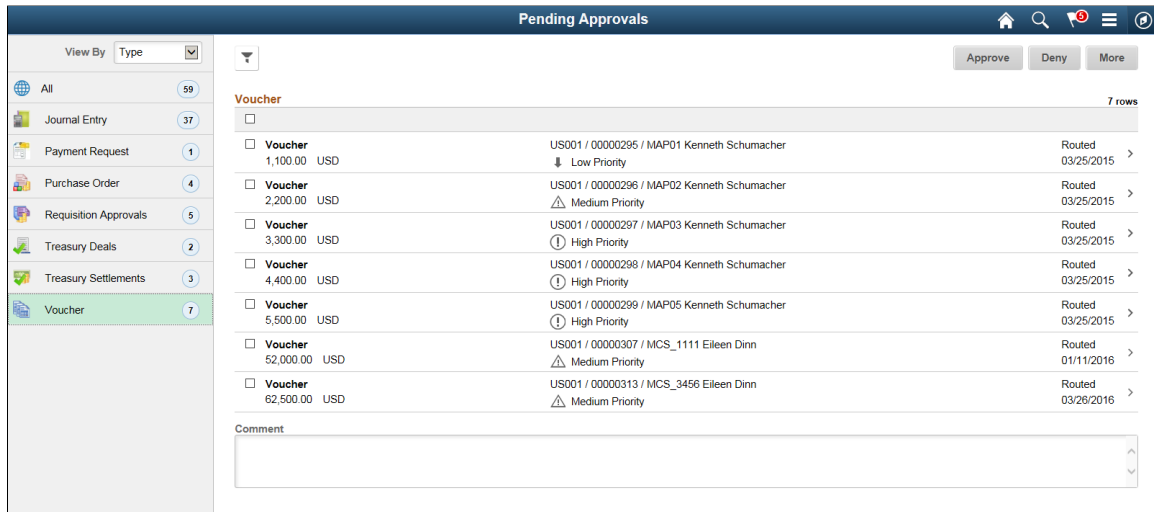 Pending Approvals
5
View By Type
All 59
Journal Entry 37
Payment Request 1
Purchase Order 4
Requisition Approvals 5
Treasury Deals 2
Treasury Settlements 3
Voucher 7
Approve Deny More
Voucher 7 rows
Voucher US001 / 00000295 / MAP01 Kenneth Schumacher Routed
1,100.00 USD Low Priority 03/25/2015
Voucher US001 / 00000296 / MAP02 Kenneth Schumacher Routed
2,200.00 USD Medium Priority 03/25/2015
Voucher US001 / 00000297 / MAP03 Kenneth Schumacher Routed
3,300.00 USD High Priority 03/25/2015
Voucher US001 / 00000298 / MAP04 Kenneth Schumacher Routed
4,400.00 USD High Priority 03/25/2015
Voucher US001 / 00000299 / MAP05 Kenneth Schumacher Routed
5,500.00 USD High Priority 03/25/2015
Voucher US001 / 00000307 / MCS_1111 Eileen Dinn Routed
52,000.00 USD Medium Priority 01/11/2016
Voucher US001 / 00000313 / MCS_3456 Eileen Dinn Routed
62,500.00 USD Medium Priority 03/26/2016
Comment